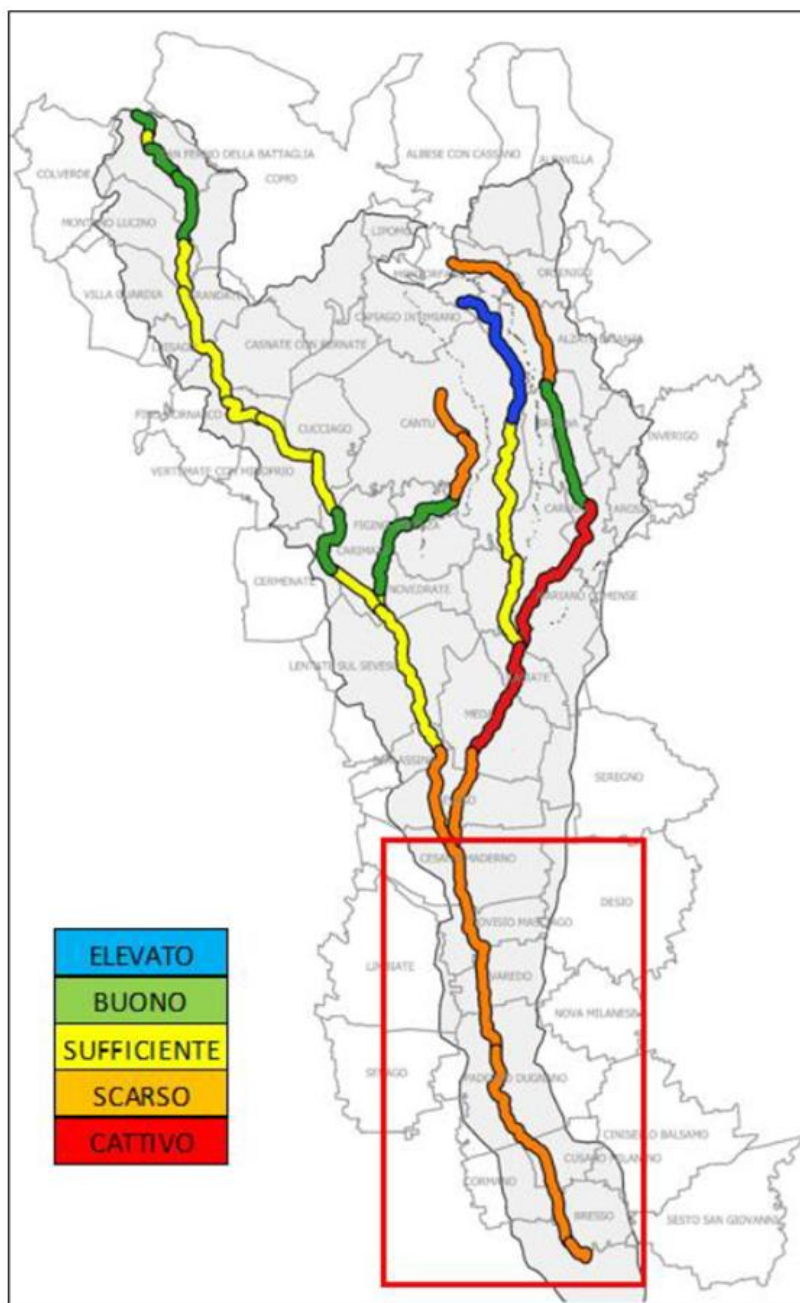 SAN FERMO DELLA BATTAGLIA
ALBESE CON CASSANO
COLVERDE
COMO
MONTANO LUCINO
LIPOMO
ORSENIGO
VILLA GUARDIA
CAPIAGO INTIMIANO
CASNATE CON BERNATE
CUCCIAGO
CANTU
INVERIGO
VERTEMATE CON MINOPRIO
CARIMATE
CERMENATE
NOVEDRATE
MARIANO COMENSE
LENTATE SUL SEVESO
MEDA
SEREGNO
CESANO MADERNO
DESIO
BOVISIO MASCIAGO
ELEVATO
LIMBIATE
VAREDO
BUONO
NOVA MILANESE
SUFFICIENTE
SENAGO
PADERNO DUGNANO
SCARSO
CINISELLO BALSAMO
CATTIVO
CUSANO MILANINO
CORMANO
BRESSO
SESTO SAN GIOVANNI